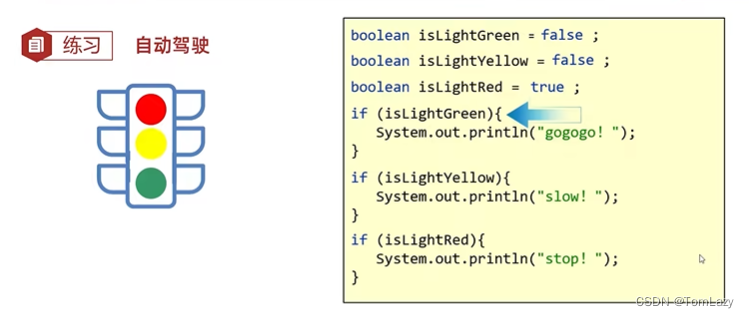 练习 自动驾驶
boolean isLightGreen = false ;
boolean isLightYellow = false ;
boolean isLightRed = true ;
if (isLightGreen){
System.out.println("gogogo! ");
}
if (isLightYellow){
System.out.println("slow! ");
}
if (isLightRed){
System.out.println("stop! ");
}
CSDN @TomLazy